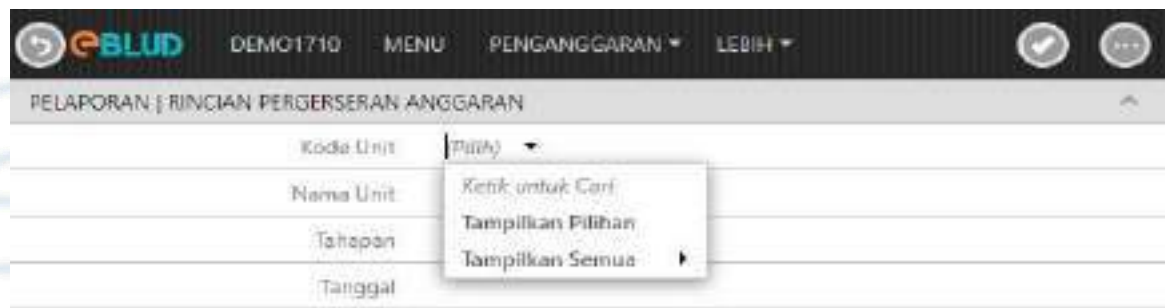 eBLUD DEMO1710 MENU PENGANGGARAN LEBIH
PELAPORAN | RINCIAN PERGERSERAN ANGGARAN
Kode Unit (Pilih)
Nama Unit
Ketik untuk Cari
Tampilkan Pilihan
Tahapan
Tampilkan Semua
Tanggal